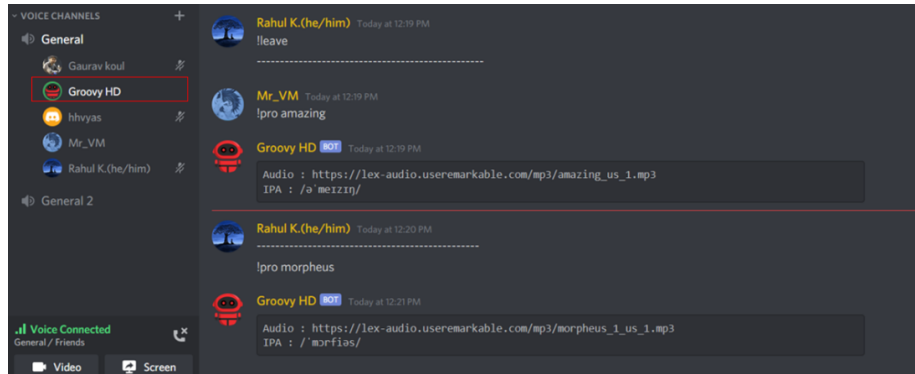 VOICE CHANNELS +
General
Gaurav koul
Groovy HD
hhvyas
Mr_VM
Rahul K.(he/him)
General 2
Voice Connected
General / Friends
Video Screen
Rahul K.(he/him) Today at 12:19 PM
!leave
-------------------------------------------------
Mr_VM Today at 12:19 PM
!pro amazing
Groovy HD BOT Today at 12:19 PM
Audio : https://lex-audio.useremarkable.com/mp3/amazing_us_1.mp3
IPA : /əˈmeɪzɪŋ/
Rahul K.(he/him) Today at 12:20 PM
------------------------------------------------
!pro morpheus
Groovy HD BOT Today at 12:21 PM
Audio : https://lex-audio.useremarkable.com/mp3/morpheus_1_us_1.mp3
IPA : /ˈmɔrfiəs/